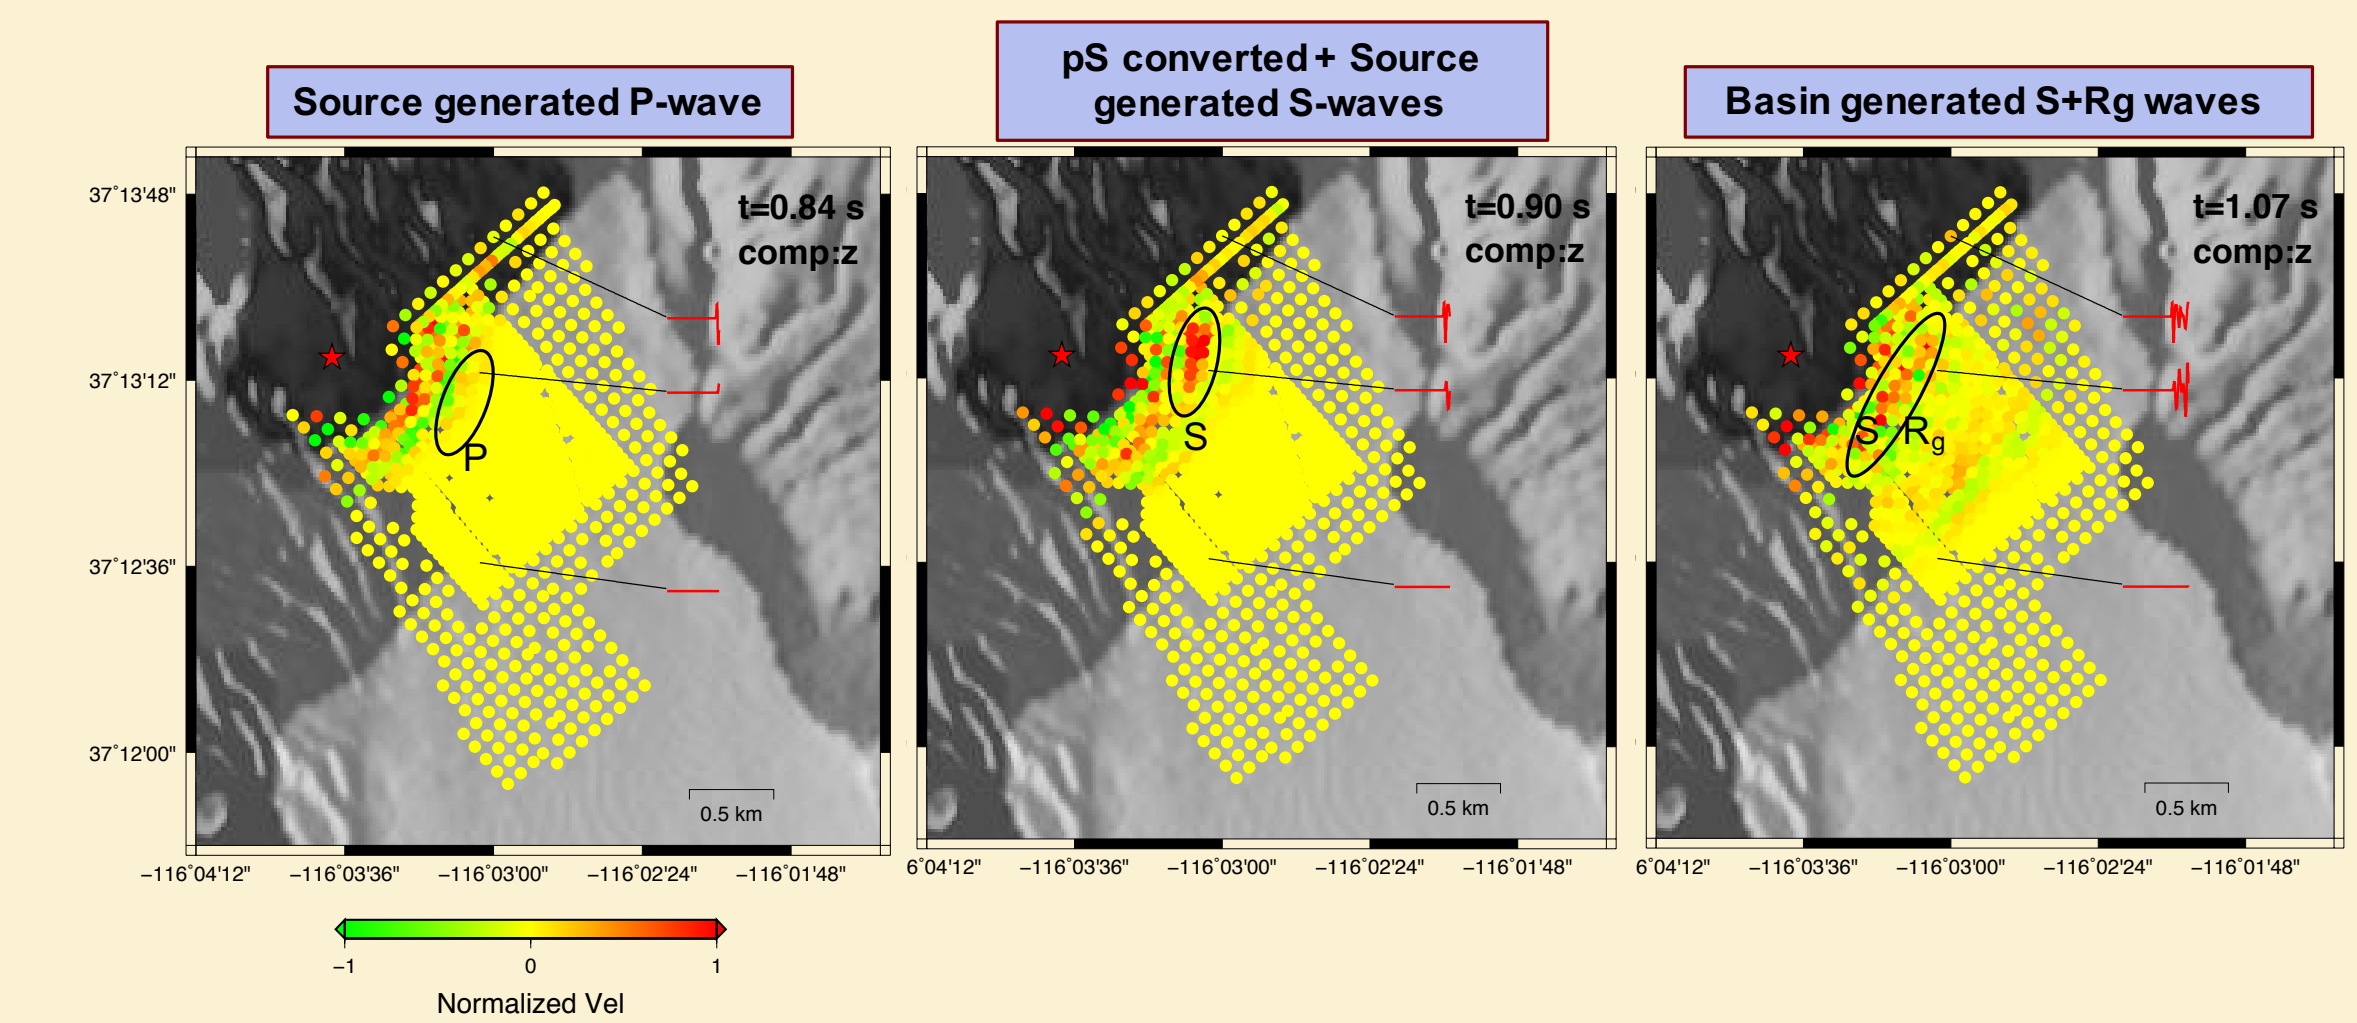 Source generated P-wave
pS converted + Source
generated S-waves
Basin generated S+Rg waves
t=0.84 s
comp:z
t=0.90 s
comp:z
t=1.07 s
comp:z
37°13'48"
37°13'12"
37°12'36"
37°12'00"
P
S
S Rg
0.5 km
0.5 km
0.5 km
−116°04'12" −116°03'36" −116°03'00" −116°02'24" −116°01'48"
6°04'12" −116°03'36" −116°03'00" −116°02'24" −116°01'48"
6°04'12" −116°03'36" −116°03'00" −116°02'24" −116°01'48"
−1 0 1
Normalized Vel